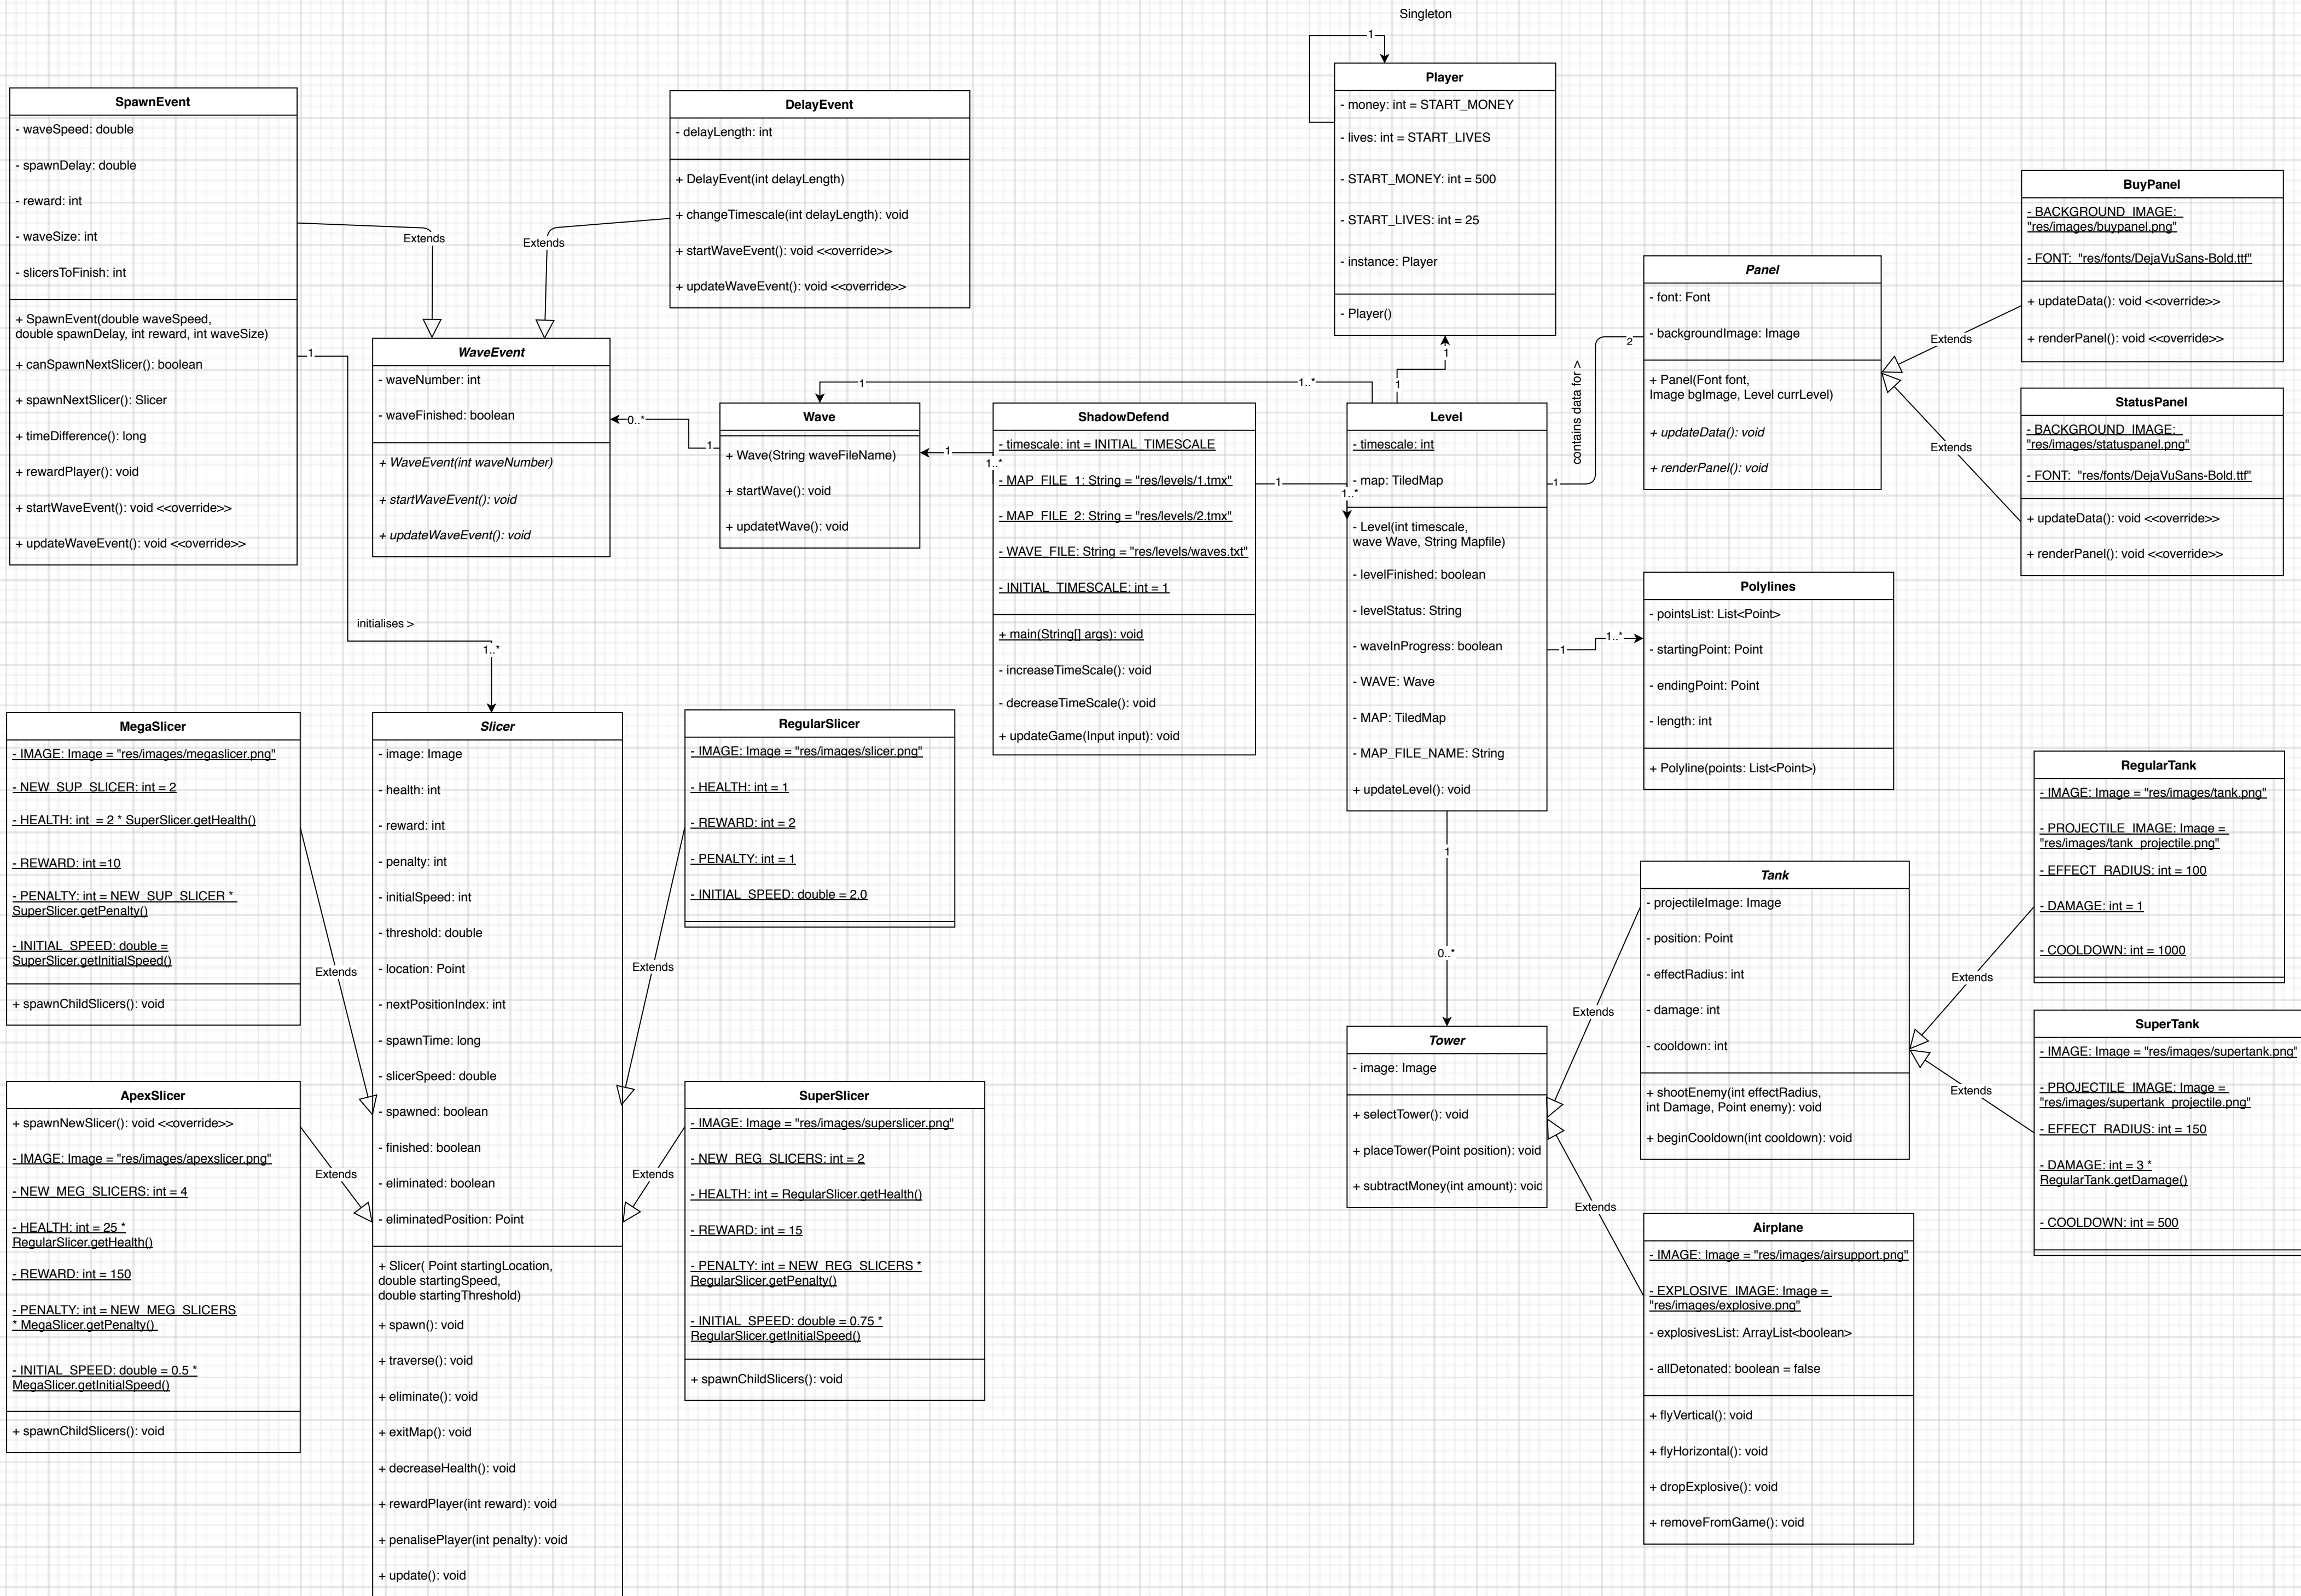 Singleton
1
Player
- money: int = START_MONEY
- lives: int = START_LIVES
- START_MONEY: int = 500
- START_LIVES: int = 25
- instance: Player
- Player()
SpawnEvent
- waveSpeed: double
- spawnDelay: double
- reward: int
- waveSize: int
- slicersToFinish: int
+ SpawnEvent(double waveSpeed,
double spawnDelay, int reward, int waveSize)
+ canSpawnNextSlicer(): boolean
+ spawnNextSlicer(): Slicer
+ timeDifference(): long
+ rewardPlayer(): void
+ startWaveEvent(): void <<override>>
+ updateWaveEvent(): void <<override>>
Extends
DelayEvent
- delayLength: int
+ DelayEvent(int delayLength)
+ changeTimescale(int delayLength): void
+ startWaveEvent(): void <<override>>
+ updateWaveEvent(): void <<override>>
Extends
WaveEvent
- waveNumber: int
- waveFinished: boolean
+ WaveEvent(int waveNumber)
+ startWaveEvent(): void
+ updateWaveEvent(): void
0..*
1
1
1..*
Wave
+ Wave(String waveFileName)
+ startWave(): void
+ updatetWave(): void
1
1..*
ShadowDefend
- timescale: int = INITIAL_TIMESCALE
- MAP_FILE_1: String = "res/levels/1.tmx"
- MAP_FILE_2: String = "res/levels/2.tmx"
- WAVE_FILE: String = "res/levels/waves.txt"
- INITIAL_TIMESCALE: int = 1
+ main(String[] args): void
- increaseTimeScale(): void
- decreaseTimeScale(): void
+ updateGame(Input input): void
1
1..*
1
1
Level
- timescale: int
- map: TiledMap
- Level(int timescale,
wave Wave, String Mapfile)
- levelFinished: boolean
- levelStatus: String
- waveInProgress: boolean
- WAVE: Wave
- MAP: TiledMap
- MAP_FILE_NAME: String
+ updateLevel(): void
1
contains data for >
2
Panel
- font: Font
- backgroundImage: Image
+ Panel(Font font,
Image bgImage, Level currLevel)
+ updateData(): void
+ renderPanel(): void
Extends
Extends
BuyPanel
- BACKGROUND_IMAGE:
"res/images/buypanel.png"
- FONT: "res/fonts/DejaVuSans-Bold.ttf"
+ updateData(): void <<override>>
+ renderPanel(): void <<override>>
StatusPanel
- BACKGROUND_IMAGE:
"res/images/statuspanel.png"
- FONT: "res/fonts/DejaVuSans-Bold.ttf"
+ updateData(): void <<override>>
+ renderPanel(): void <<override>>
1
1..*
Polylines
- pointsList: List<Point>
- startingPoint: Point
- endingPoint: Point
- length: int
+ Polyline(points: List<Point>)
1
initialises >
1..*
MegaSlicer
- IMAGE: Image = "res/images/megaslicer.png"
- NEW_SUP_SLICER: int = 2
- HEALTH: int = 2 * SuperSlicer.getHealth()
- REWARD: int =10
- PENALTY: int = NEW_SUP_SLICER *
SuperSlicer.getPenalty()
- INITIAL_SPEED: double =
SuperSlicer.getInitialSpeed()
+ spawnChildSlicers(): void
Extends
ApexSlicer
+ spawnNewSlicer(): void <<override>>
- IMAGE: Image = "res/images/apexslicer.png"
- NEW_MEG_SLICERS: int = 4
- HEALTH: int = 25 *
RegularSlicer.getHealth()
- REWARD: int = 150
- PENALTY: int = NEW_MEG_SLICERS
* MegaSlicer.getPenalty()
- INITIAL_SPEED: double = 0.5 *
MegaSlicer.getInitialSpeed()
+ spawnChildSlicers(): void
Extends
Slicer
- image: Image
- health: int
- reward: int
- penalty: int
- initialSpeed: int
- threshold: double
- location: Point
- nextPositionIndex: int
- spawnTime: long
- slicerSpeed: double
- spawned: boolean
- finished: boolean
- eliminated: boolean
- eliminatedPosition: Point
+ Slicer( Point startingLocation,
double startingSpeed,
double startingThreshold)
+ spawn(): void
+ traverse(): void
+ eliminate(): void
+ exitMap(): void
+ decreaseHealth(): void
+ rewardPlayer(int reward): void
+ penalisePlayer(int penalty): void
+ update(): void
Extends
RegularSlicer
- IMAGE: Image = "res/images/slicer.png"
- HEALTH: int = 1
- REWARD: int = 2
- PENALTY: int = 1
- INITIAL_SPEED: double = 2.0
Extends
SuperSlicer
- IMAGE: Image = "res/images/superslicer.png"
- NEW_REG_SLICERS: int = 2
- HEALTH: int = RegularSlicer.getHealth()
- REWARD: int = 15
- PENALTY: int = NEW_REG_SLICERS *
RegularSlicer.getPenalty()
- INITIAL_SPEED: double = 0.75 *
RegularSlicer.getInitialSpeed()
+ spawnChildSlicers(): void
1
0..*
Tower
- image: Image
+ selectTower(): void
+ placeTower(Point position): void
+ subtractMoney(int amount): void
Extends
Extends
Tank
- projectileImage: Image
- position: Point
- effectRadius: int
- damage: int
- cooldown: int
+ shootEnemy(int effectRadius,
int Damage, Point enemy): void
+ beginCooldown(int cooldown): void
Extends
Extends
RegularTank
- IMAGE: Image = "res/images/tank.png"
- PROJECTILE_IMAGE: Image =
"res/images/tank_projectile.png"
- EFFECT_RADIUS: int = 100
- DAMAGE: int = 1
- COOLDOWN: int = 1000
SuperTank
- IMAGE: Image = "res/images/supertank.png"
- PROJECTILE_IMAGE: Image =
"res/images/supertank_projectile.png"
- EFFECT_RADIUS: int = 150
- DAMAGE: int = 3 *
RegularTank.getDamage()
- COOLDOWN: int = 500
Airplane
- IMAGE: Image = "res/images/airsupport.png"
- EXPLOSIVE_IMAGE: Image =
"res/images/explosive.png"
- explosivesList: ArrayList<boolean>
- allDetonated: boolean = false
+ flyVertical(): void
+ flyHorizontal(): void
+ dropExplosive(): void
+ removeFromGame(): void